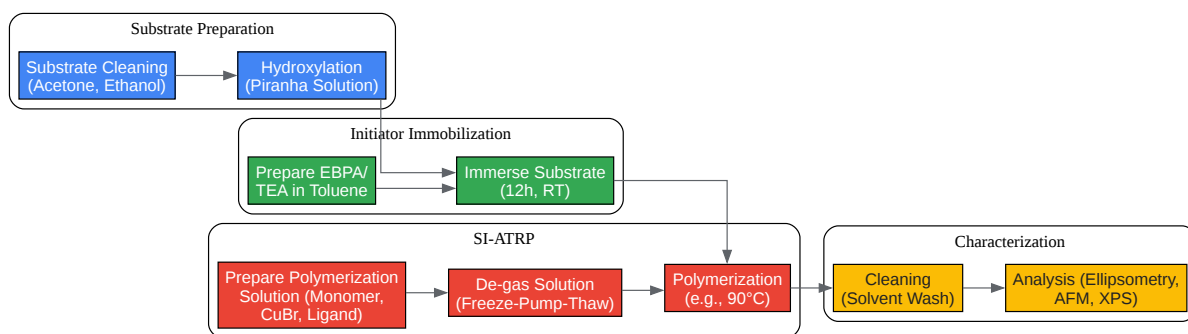 Substrate Preparation
Substrate Cleaning
(Acetone, Ethanol)
Hydroxylation
(Piranha Solution)
Initiator Immobilization
Prepare EBPA/
TEA in Toluene
Immerse Substrate
(12h, RT)
SI-ATRP
Prepare Polymerization
Solution (Monomer,
CuBr, Ligand)
De-gas Solution
(Freeze-Pump-Thaw)
Polymerization
(e.g., 90°C)
Characterization
Cleaning
(Solvent Wash)
Analysis (Ellipsometry,
AFM, XPS)